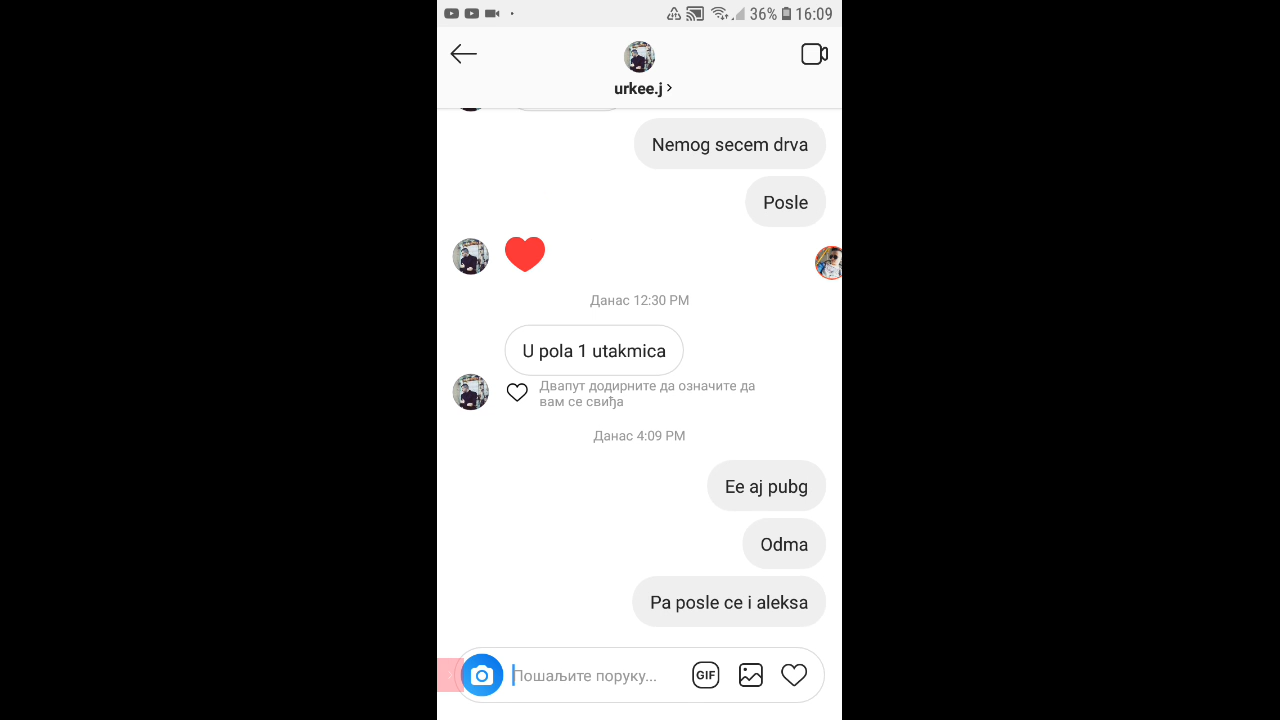 36% 16:09
urkee.j
Nemog secem drva
Posle
Данас 12:30 PM
U pola 1 utakmica
Двапут додирните да означите да
вам се свиђа
Данас 4:09 PM
Ee aj pubg
Odma
Pa posle ce i aleksa
Пошаљите поруку...
GIF